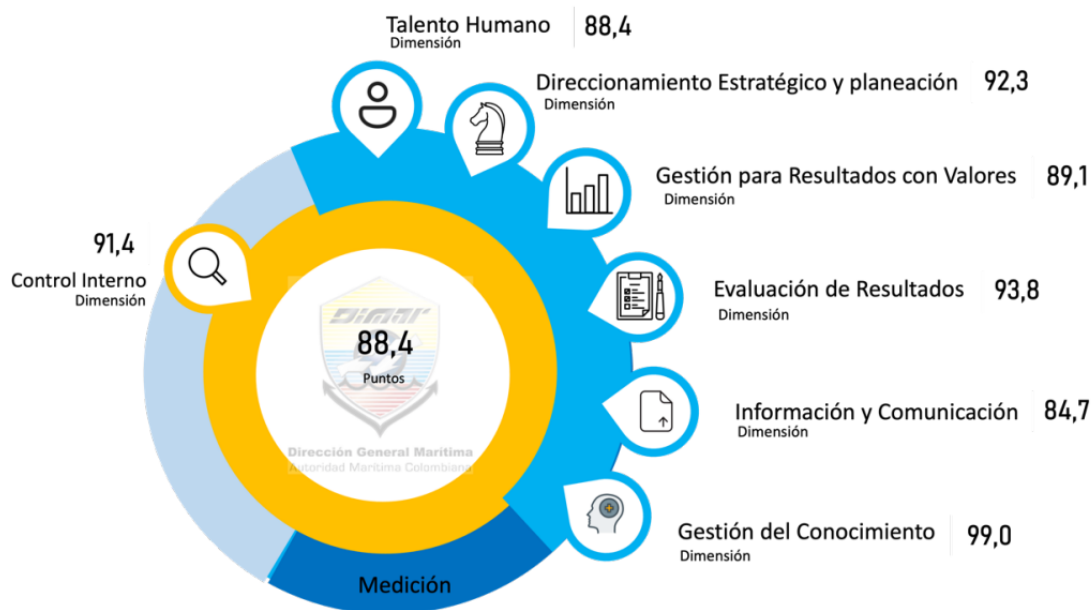 Talento Humano
Dimensión
88,4
Direccionamiento Estratégico y planeación
Dimensión
92,3
Gestión para Resultados con Valores
Dimensión
89,1
91,4
Control Interno
Dimensión
Evaluación de Resultados
Dimensión
93,8
Dimar
88,4
Puntos
Información y Comunicación
Dimensión
84,7
Dirección General Marítima
Autoridad Marítima Colombiana
Gestión del Conocimiento
Dimensión
99,0
Medición